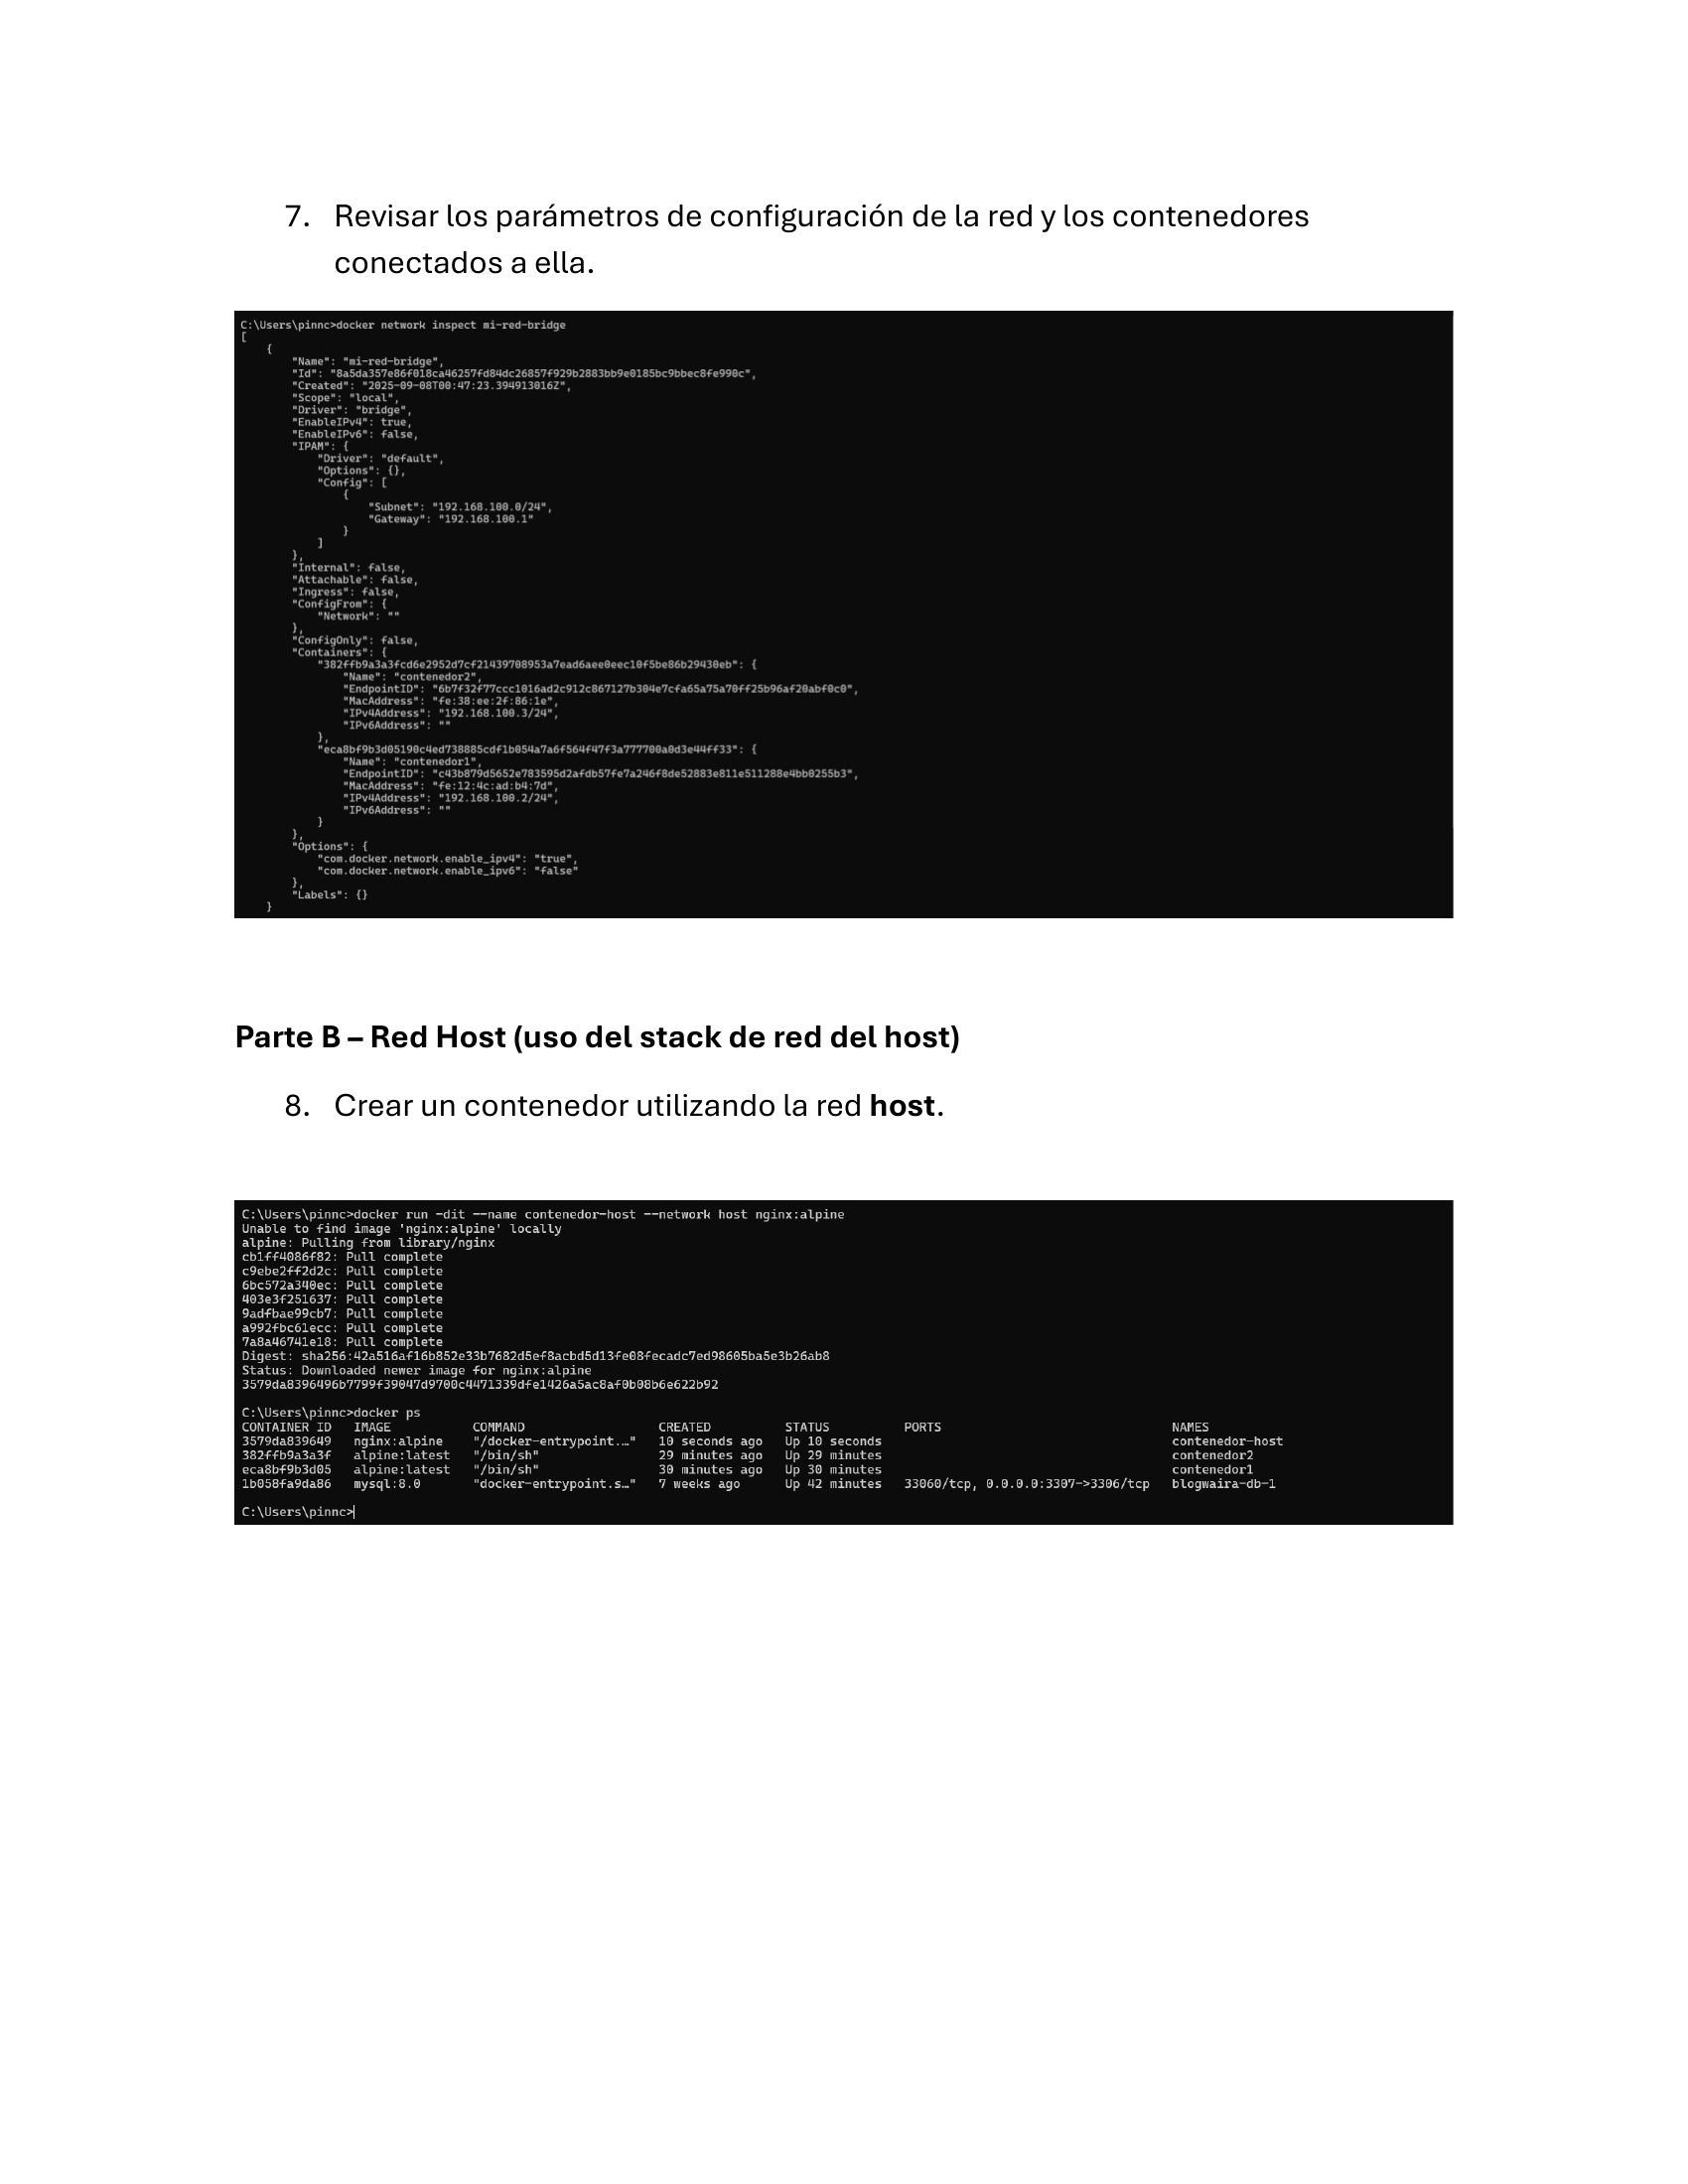 7. Revisar los parámetros de configuración de la red y los contenedores
conectados a ella.
C:\Users\pinnc>docker network inspect mi-red-bridge
[
    {
        "Name": "mi-red-bridge",
        "Id": "8a5da357e86f018ca46257fd84dc26857f929b2883bb9e0185bc9bbec8fe990c",
        "Created": "2025-09-08T00:47:23.394913016Z",
        "Scope": "local",
        "Driver": "bridge",
        "EnableIPv4": true,
        "EnableIPv6": false,
        "IPAM": {
            "Driver": "default",
            "Options": {},
            "Config": [
                {
                    "Subnet": "192.168.100.0/24",
                    "Gateway": "192.168.100.1"
                }
            ]
        },
        "Internal": false,
        "Attachable": false,
        "Ingress": false,
        "ConfigFrom": {
            "Network": ""
        },
        "ConfigOnly": false,
        "Containers": {
            "382ffb9a3a3fcd6e2952d7cf21439708953a7ead6aee0eec10f5be86b29430eb": {
                "Name": "contenedor2",
                "EndpointID": "6b7f32f77ccc1016ad2c912c867127b304e7cfa65a75a70ff25b96af20abf0c0",
                "MacAddress": "fe:38:ee:2f:86:1e",
                "IPv4Address": "192.168.100.3/24",
                "IPv6Address": ""
            },
            "eca8bf9b3d05190c4ed738885cdf1b054a7a6f564f47f3a777700a0d3e44ff33": {
                "Name": "contenedor1",
                "EndpointID": "c43b879d5652e783595d2afdb57fe7a246f8de52883e811e511288e4bb0255b3",
                "MacAddress": "fe:12:4c:ad:b4:7d",
                "IPv4Address": "192.168.100.2/24",
                "IPv6Address": ""
            }
        },
        "Options": {
            "com.docker.network.enable_ipv4": "true",
            "com.docker.network.enable_ipv6": "false"
        },
        "Labels": {}
    }
Parte B – Red Host (uso del stack de red del host)
8. Crear un contenedor utilizando la red host.
C:\Users\pinnc>docker run -dit --name contenedor-host --network host nginx:alpine
Unable to find image 'nginx:alpine' locally
alpine: Pulling from library/nginx
cb1ff4086f82: Pull complete
c9ebe2ff2d2c: Pull complete
6bc572a340ec: Pull complete
403e3f251637: Pull complete
9adfbae99cb7: Pull complete
a992fbc61ecc: Pull complete
7a8a46741e18: Pull complete
Digest: sha256:42a516af16b852e33b7682d5ef8acbd5d13fe08fecadc7ed98605ba5e3b26ab8
Status: Downloaded newer image for nginx:alpine
3579da8396496b7799f39047d9700c4471339dfe1426a5ac8af0b08b6e622b92
C:\Users\pinnc>docker ps
CONTAINER ID   IMAGE           COMMAND                  CREATED          STATUS          PORTS                               NAMES
3579da839649   nginx:alpine    "/docker-entrypoint.…"   10 seconds ago   Up 10 seconds                                       contenedor-host
382ffb9a3a3f   alpine:latest   "/bin/sh"                29 minutes ago   Up 29 minutes                                       contenedor2
eca8bf9b3d05   alpine:latest   "/bin/sh"                30 minutes ago   Up 30 minutes                                       contenedor1
1b058fa9da86   mysql:8.0       "docker-entrypoint.s…"   7 weeks ago      Up 42 minutes   33060/tcp, 0.0.0.0:3307->3306/tcp   blogwaira-db-1
C:\Users\pinnc>